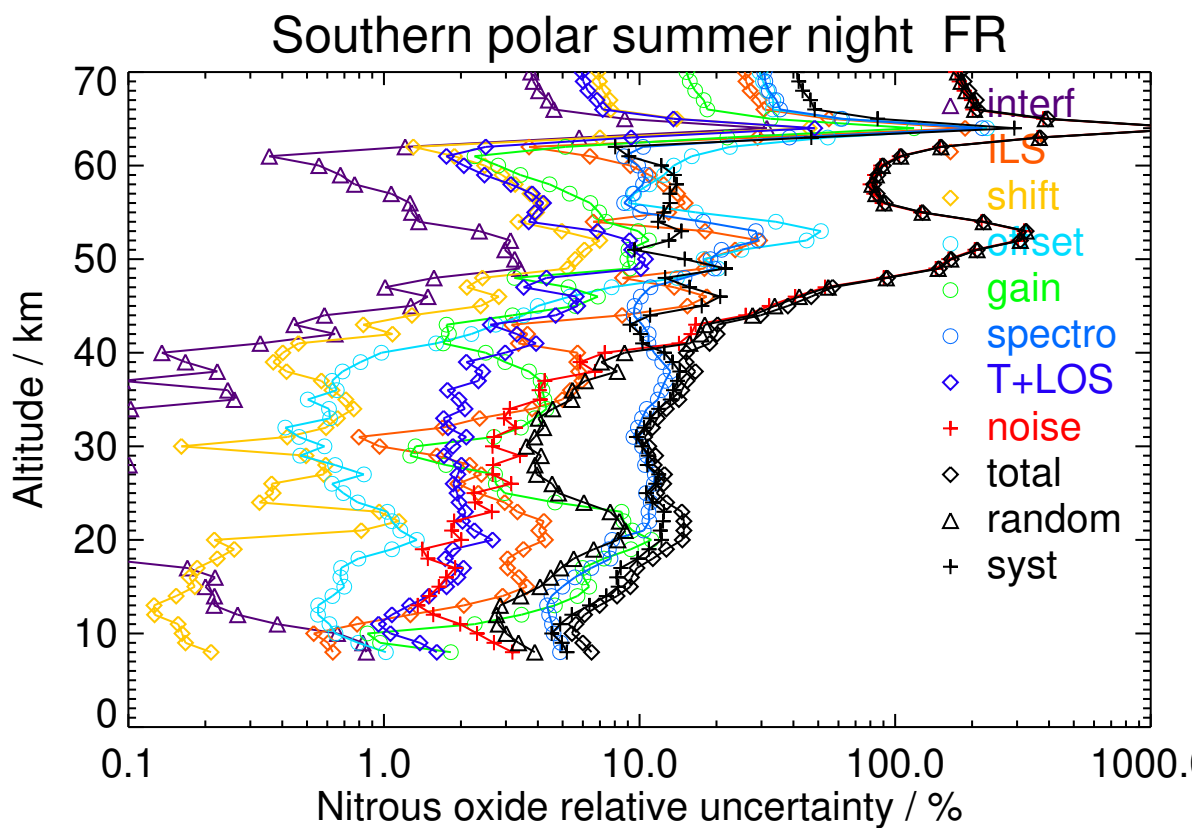 Southern polar summer night FR
70
60
50
40
30
20
10
0
Altitude / km
interf
ILS
shift
offset
gain
spectro
T+LOS
noise
total
random
syst
0.1 1.0 10.0 100.0 1000.0
Nitrous oxide relative uncertainty / %